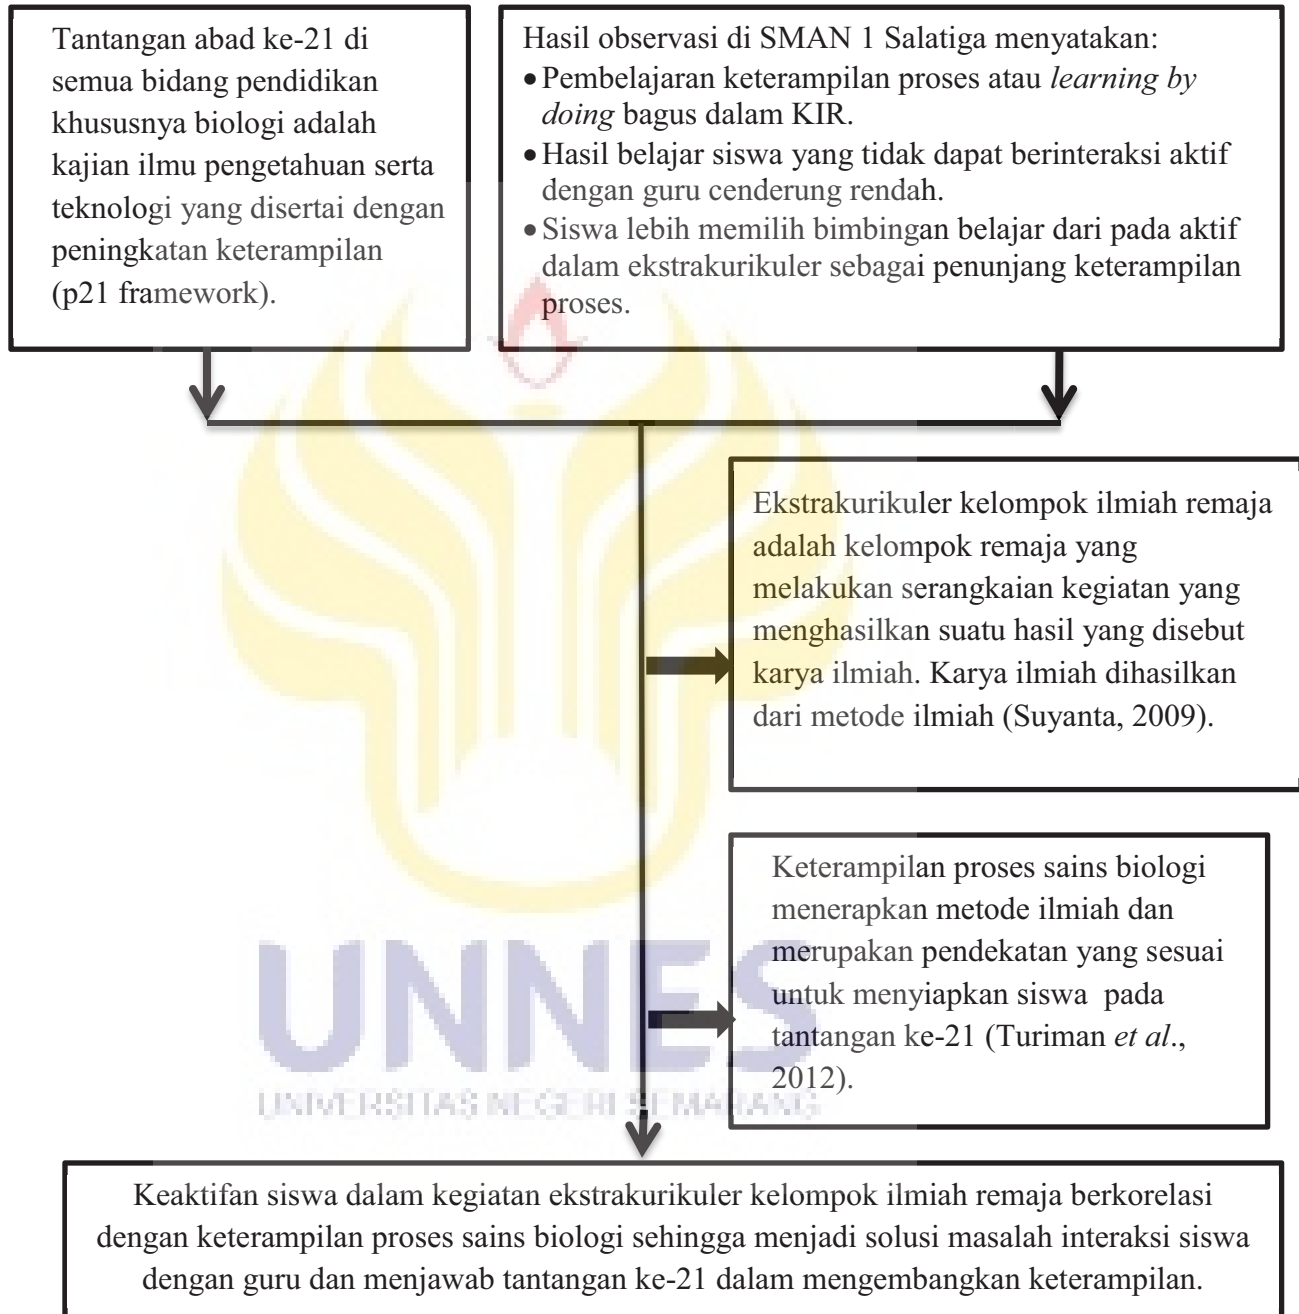 Tantangan abad ke-21 di
semua bidang pendidikan
khususnya biologi adalah
kajian ilmu pengetahuan serta
teknologi yang disertai dengan
peningkatan keterampilan
(p21 framework).
Hasil observasi di SMAN 1 Salatiga menyatakan:
• Pembelajaran keterampilan proses atau learning by
doing bagus dalam KIR.
• Hasil belajar siswa yang tidak dapat berinteraksi aktif
dengan guru cenderung rendah.
• Siswa lebih memilih bimbingan belajar dari pada aktif
dalam ekstrakurikuler sebagai penunjang keterampilan
proses.
Ekstrakurikuler kelompok ilmiah remaja
adalah kelompok remaja yang
melakukan serangkaian kegiatan yang
menghasilkan suatu hasil yang disebut
karya ilmiah. Karya ilmiah dihasilkan
dari metode ilmiah (Suyanta, 2009).
Keterampilan proses sains biologi
menerapkan metode ilmiah dan
merupakan pendekatan yang sesuai
untuk menyiapkan siswa pada
tantangan ke-21 (Turiman et al.,
2012).
UNNES
UNIVERSITAS NEGERI SEMARANG
Keaktifan siswa dalam kegiatan ekstrakurikuler kelompok ilmiah remaja berkorelasi
dengan keterampilan proses sains biologi sehingga menjadi solusi masalah interaksi siswa
dengan guru dan menjawab tantangan ke-21 dalam mengembangkan keterampilan.